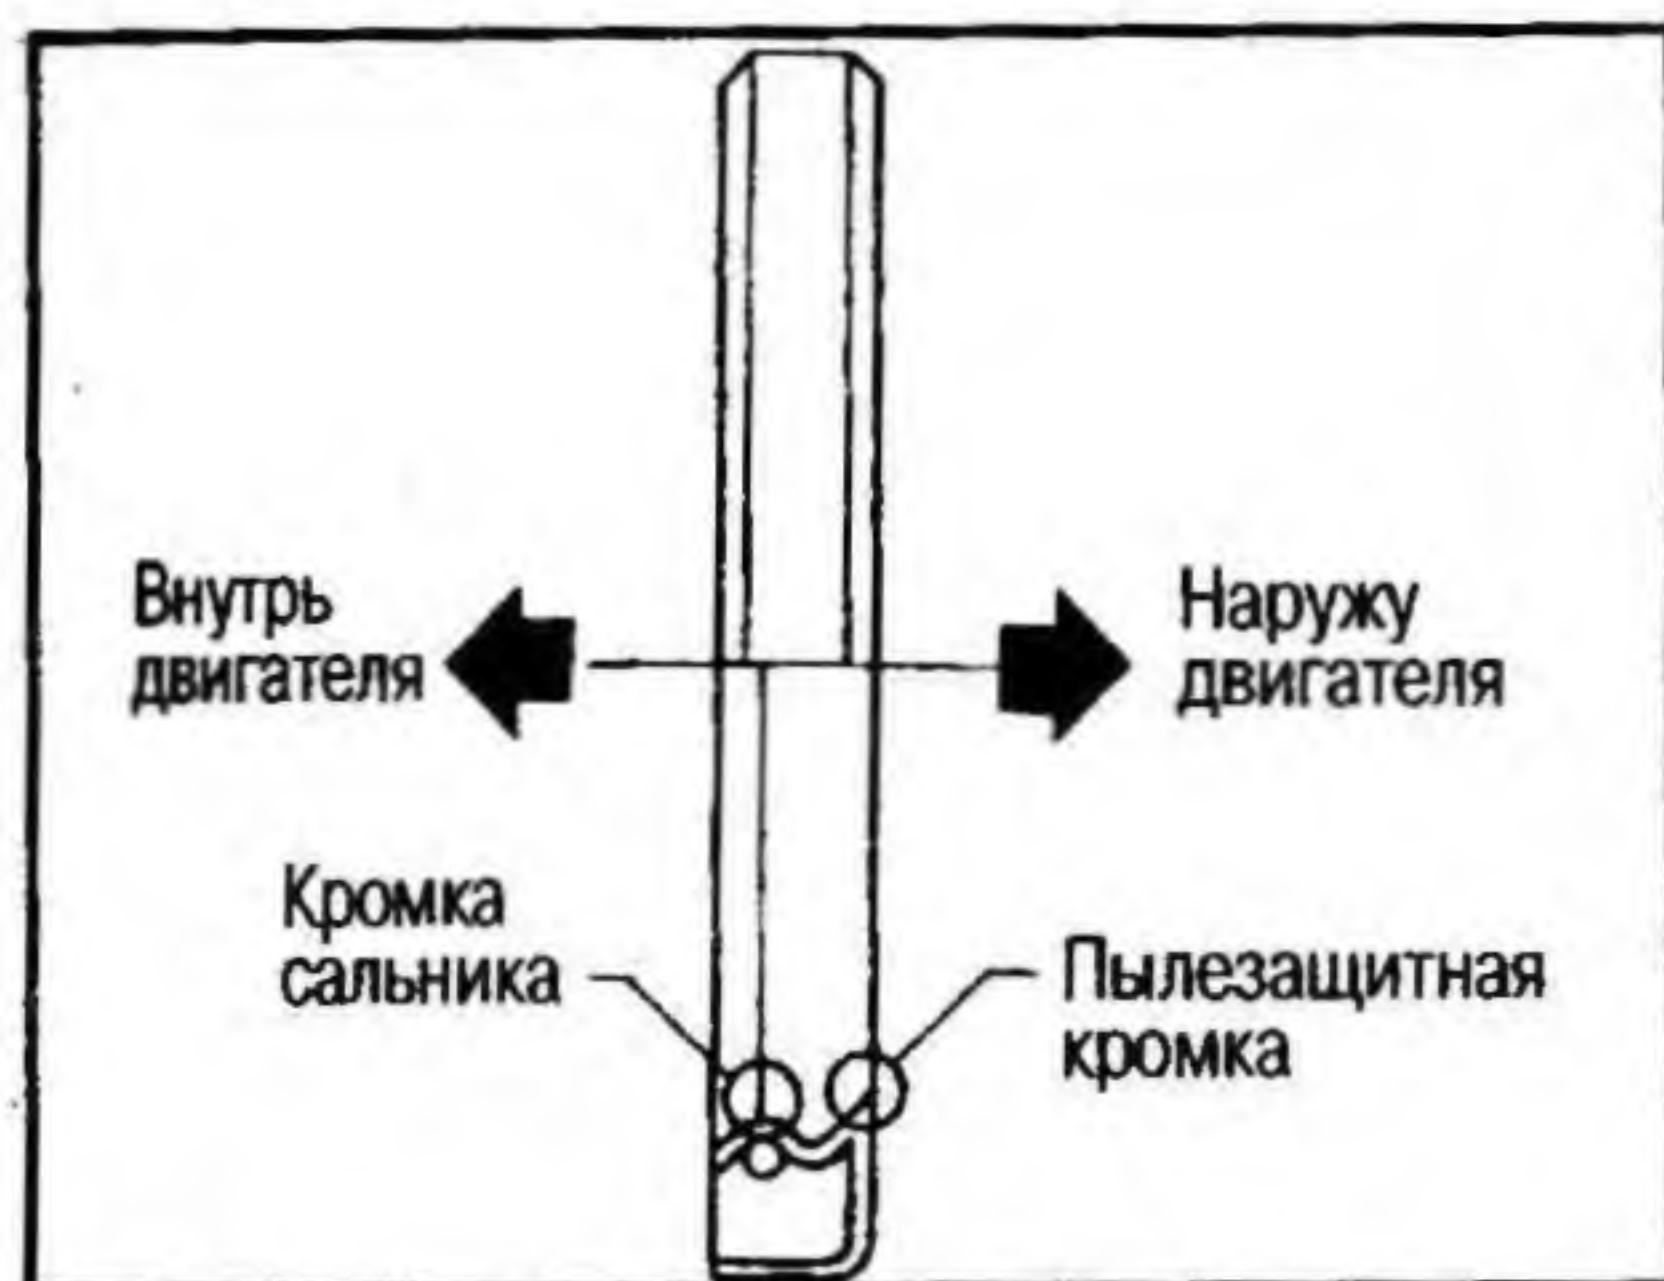 Внутрь
двигателя
Наружу
двигателя
Кромка
сальника
Пылезащитная
кромка